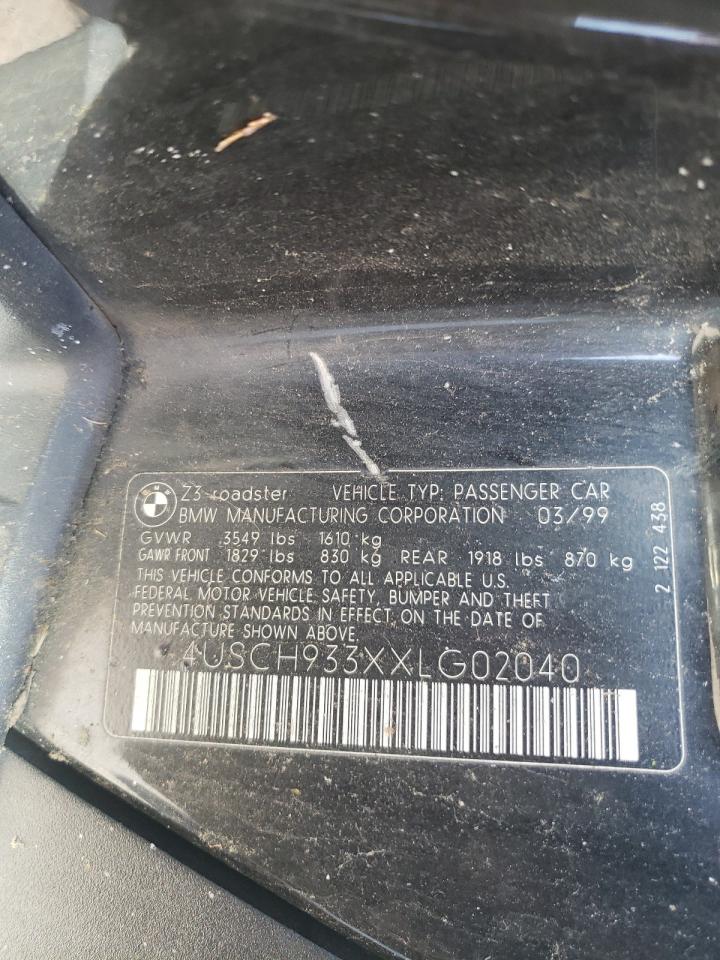 Z3-roadster VEHICLE TYP: PASSENGER CAR
BMW MANUFACTURING CORPORATION 03/99
GVWR 3549 lbs 1610 kg
GAWR FRONT 1829 lbs 830 kg REAR 1918 lbs 870 kg
THIS VEHICLE CONFORMS TO ALL APPLICABLE U.S.
FEDERAL MOTOR VEHICLE SAFETY, BUMPER AND THEFT
PREVENTION STANDARDS IN EFFECT ON THE DATE OF
MANUFACTURE SHOWN ABOVE.
4USCH933XXLG02040
2 122 438
BMW